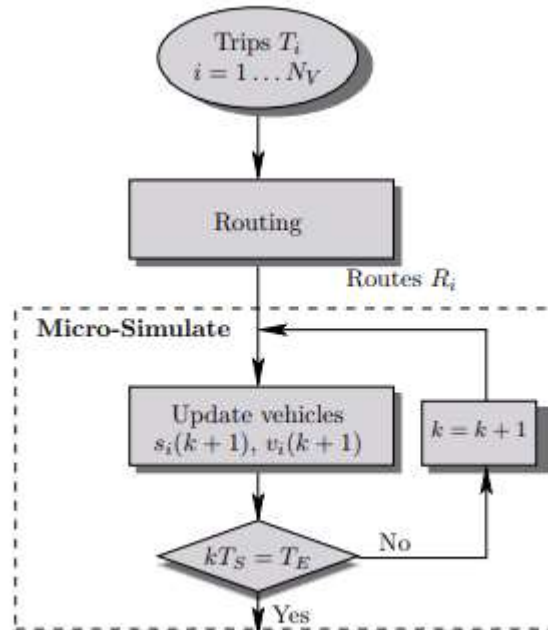 Trips T_i
i = 1 … N_V
Routing
Routes R_i
Micro-Simulate
Update vehicles
s_i(k + 1), v_i(k + 1)
k = k + 1
kT_S = T_E
No
Yes